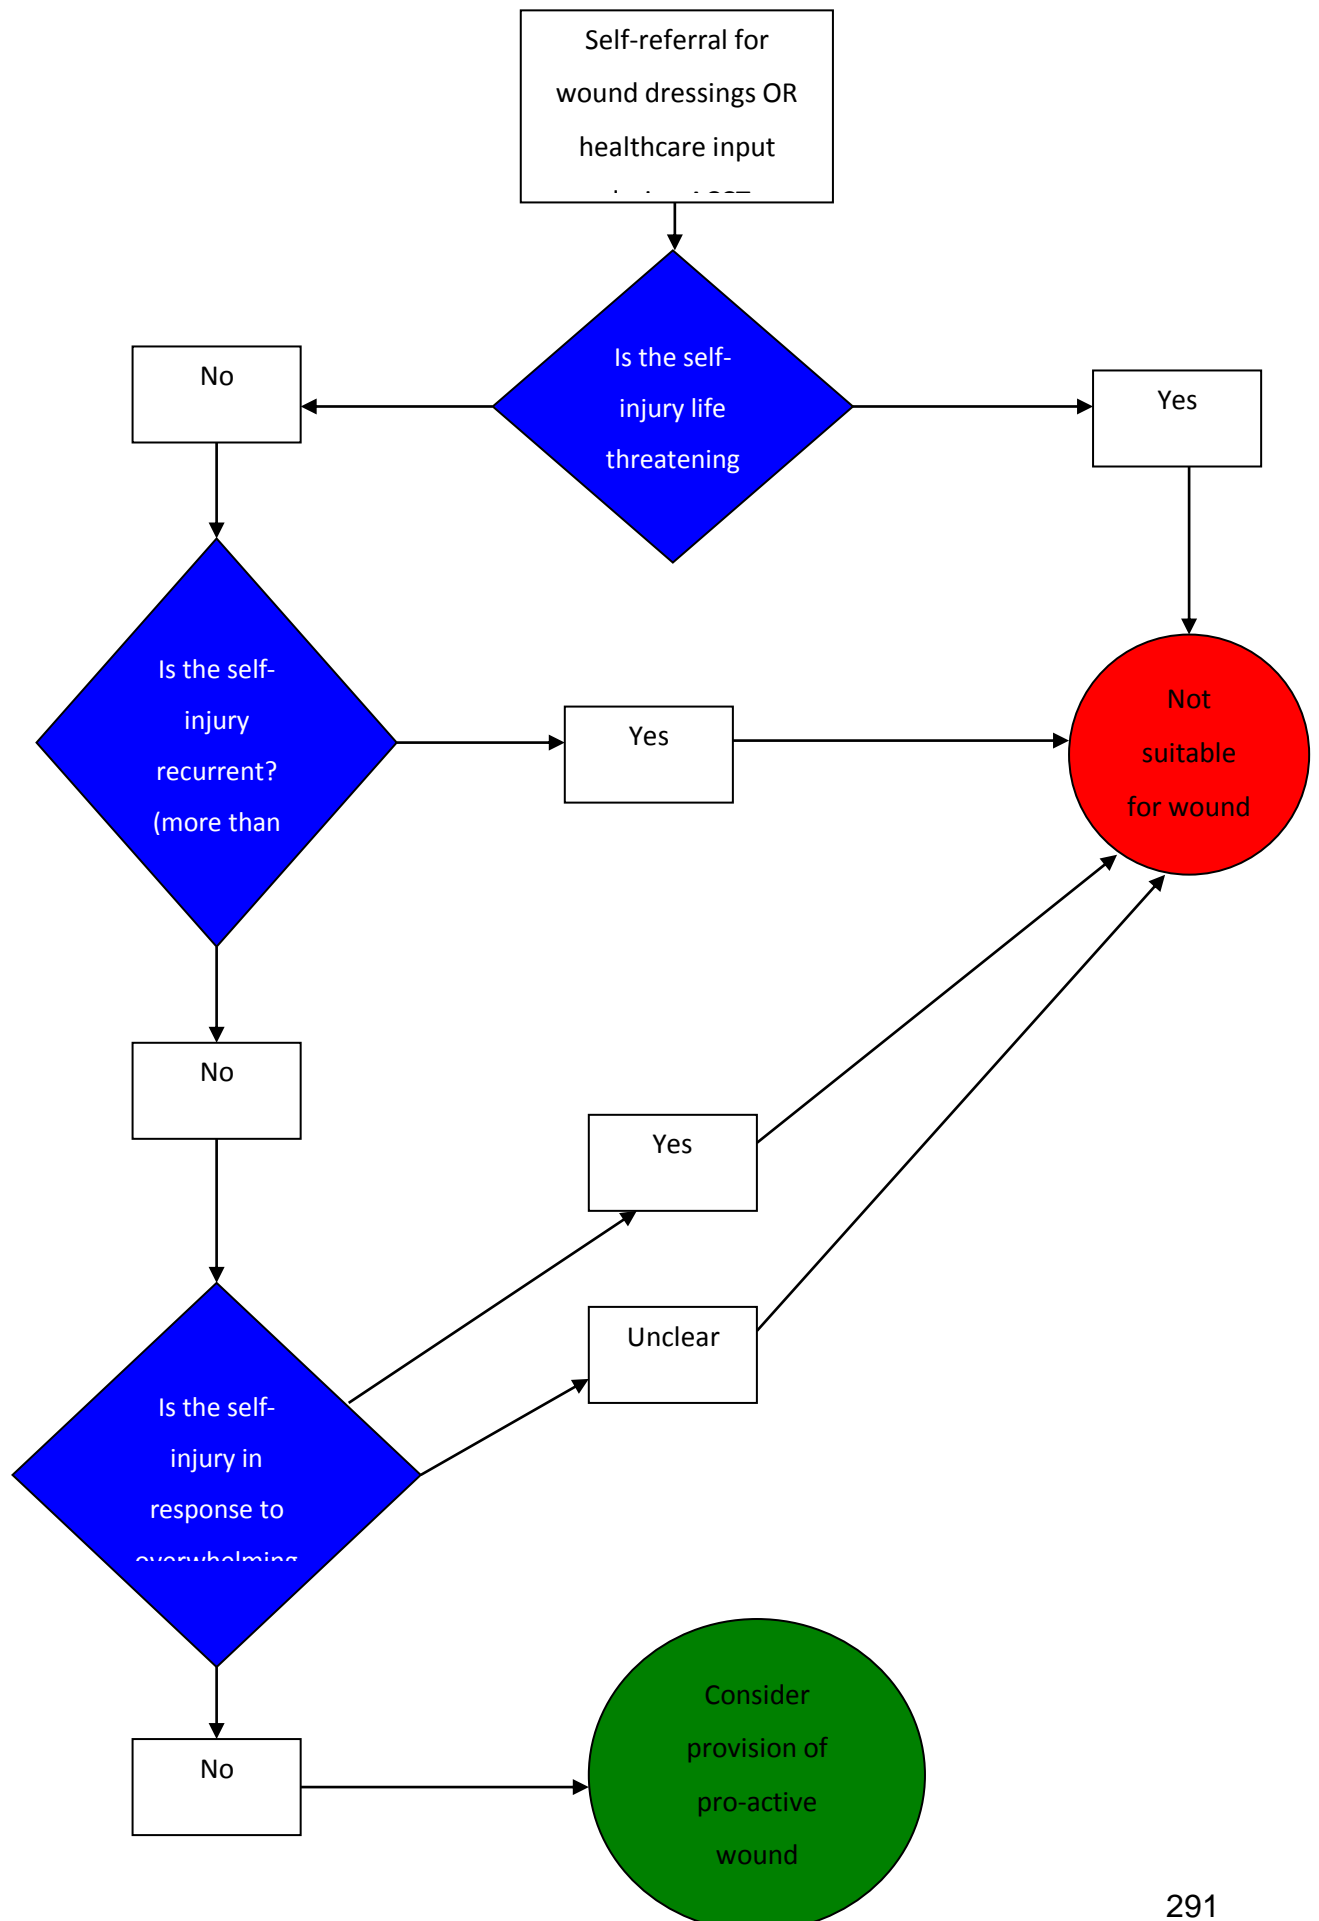 Self-referral for
wound dressings OR
healthcare input
Is the self-
injury life
threatening
No
Yes
Is the self-
injury
recurrent?
(more than
Yes
Not
suitable
for wound
No
Yes
Unclear
Is the self-
injury in
response to
overwhelming
No
Consider
provision of
pro-active
wound
291